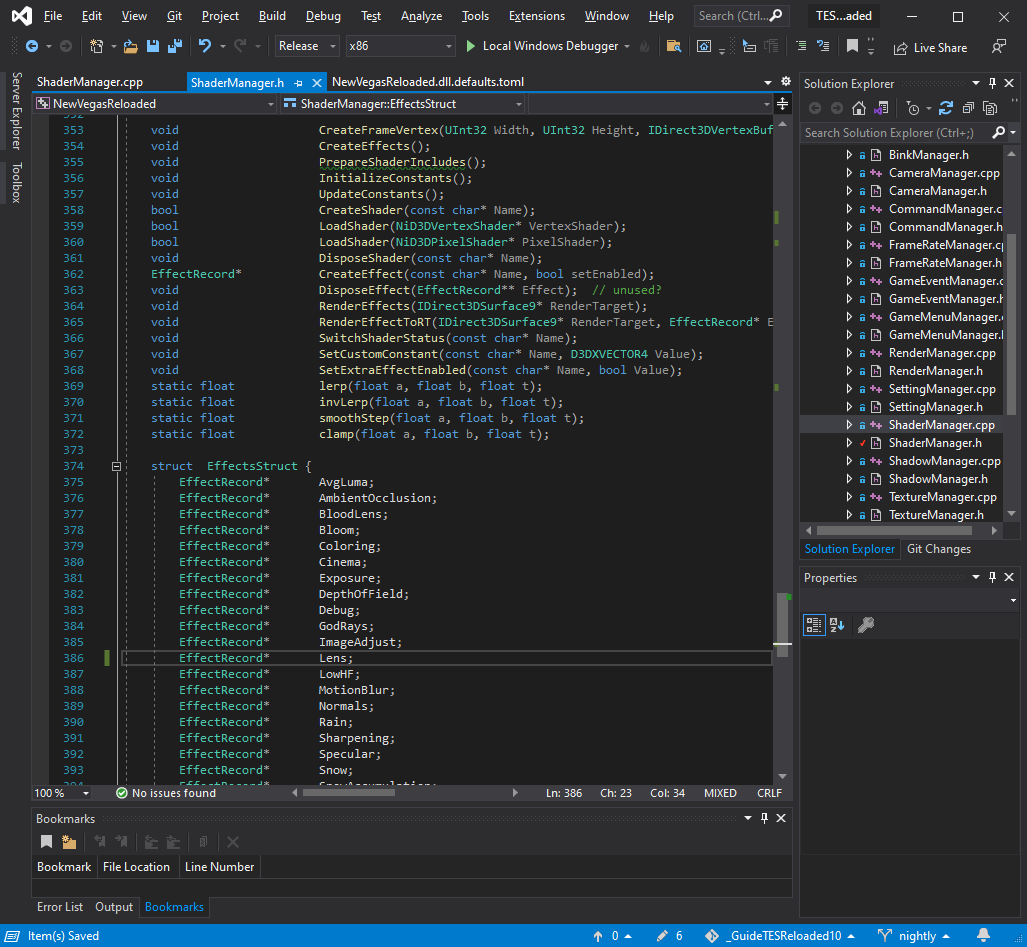 File Edit View Git Project Build Debug Test Analyze Tools Extensions Window Help Search (Ctrl... TES...aded
Release x86 Local Windows Debugger Live Share
Server Explorer
Toolbox
ShaderManager.cpp ShaderManager.h NewVegasReloaded.dll.defaults.toml
NewVegasReloaded ShaderManager::EffectsStruct
353 void CreateFrameVertex(UInt32 Width, UInt32 Height, IDirect3DVertexBuf
354 void CreateEffects();
355 void PrepareShaderIncludes();
356 void InitializeConstants();
357 void UpdateConstants();
358 bool CreateShader(const char* Name);
359 bool LoadShader(NiD3DVertexShader* VertexShader);
360 bool LoadShader(NiD3DPixelShader* PixelShader);
361 void DisposeShader(const char* Name);
362 EffectRecord* CreateEffect(const char* Name, bool setEnabled);
363 void DisposeEffect(EffectRecord** Effect); // unused?
364 void RenderEffects(IDirect3DSurface9* RenderTarget);
365 void RenderEffectToRT(IDirect3DSurface9* RenderTarget, EffectRecord* E
366 void SwitchShaderStatus(const char* Name);
367 void SetCustomConstant(const char* Name, D3DXVECTOR4 Value);
368 void SetExtraEffectEnabled(const char* Name, bool Value);
369 static float lerp(float a, float b, float t);
370 static float invLerp(float a, float b, float t);
371 static float smoothStep(float a, float b, float t);
372 static float clamp(float a, float b, float t);
373
374 struct EffectsStruct {
375 EffectRecord* AvgLuma;
376 EffectRecord* AmbientOcclusion;
377 EffectRecord* BloodLens;
378 EffectRecord* Bloom;
379 EffectRecord* Coloring;
380 EffectRecord* Cinema;
381 EffectRecord* Exposure;
382 EffectRecord* DepthOfField;
383 EffectRecord* Debug;
384 EffectRecord* GodRays;
385 EffectRecord* ImageAdjust;
386 EffectRecord* Lens;
387 EffectRecord* LowHF;
388 EffectRecord* MotionBlur;
389 EffectRecord* Normals;
390 EffectRecord* Rain;
391 EffectRecord* Sharpening;
392 EffectRecord* Specular;
393 EffectRecord* Snow;
100 % No issues found Ln: 386 Ch: 23 Col: 34 MIXED CRLF
Bookmarks
Bookmark File Location Line Number
Error List Output Bookmarks
Solution Explorer
Search Solution Explorer (Ctrl+;)
BinkManager.h
CameraManager.cpp
CameraManager.h
CommandManager.c
CommandManager.h
FrameRateManager.cp
FrameRateManager.h
GameEventManager.c
GameEventManager.h
GameMenuManager.
GameMenuManager.
RenderManager.cpp
RenderManager.h
SettingManager.cpp
SettingManager.h
ShaderManager.cpp
ShaderManager.h
ShadowManager.cpp
ShadowManager.h
TextureManager.cpp
TextureManager.h
Solution Explorer Git Changes
Properties
Item(s) Saved 0 6 _GuideTESReloaded10 nightly